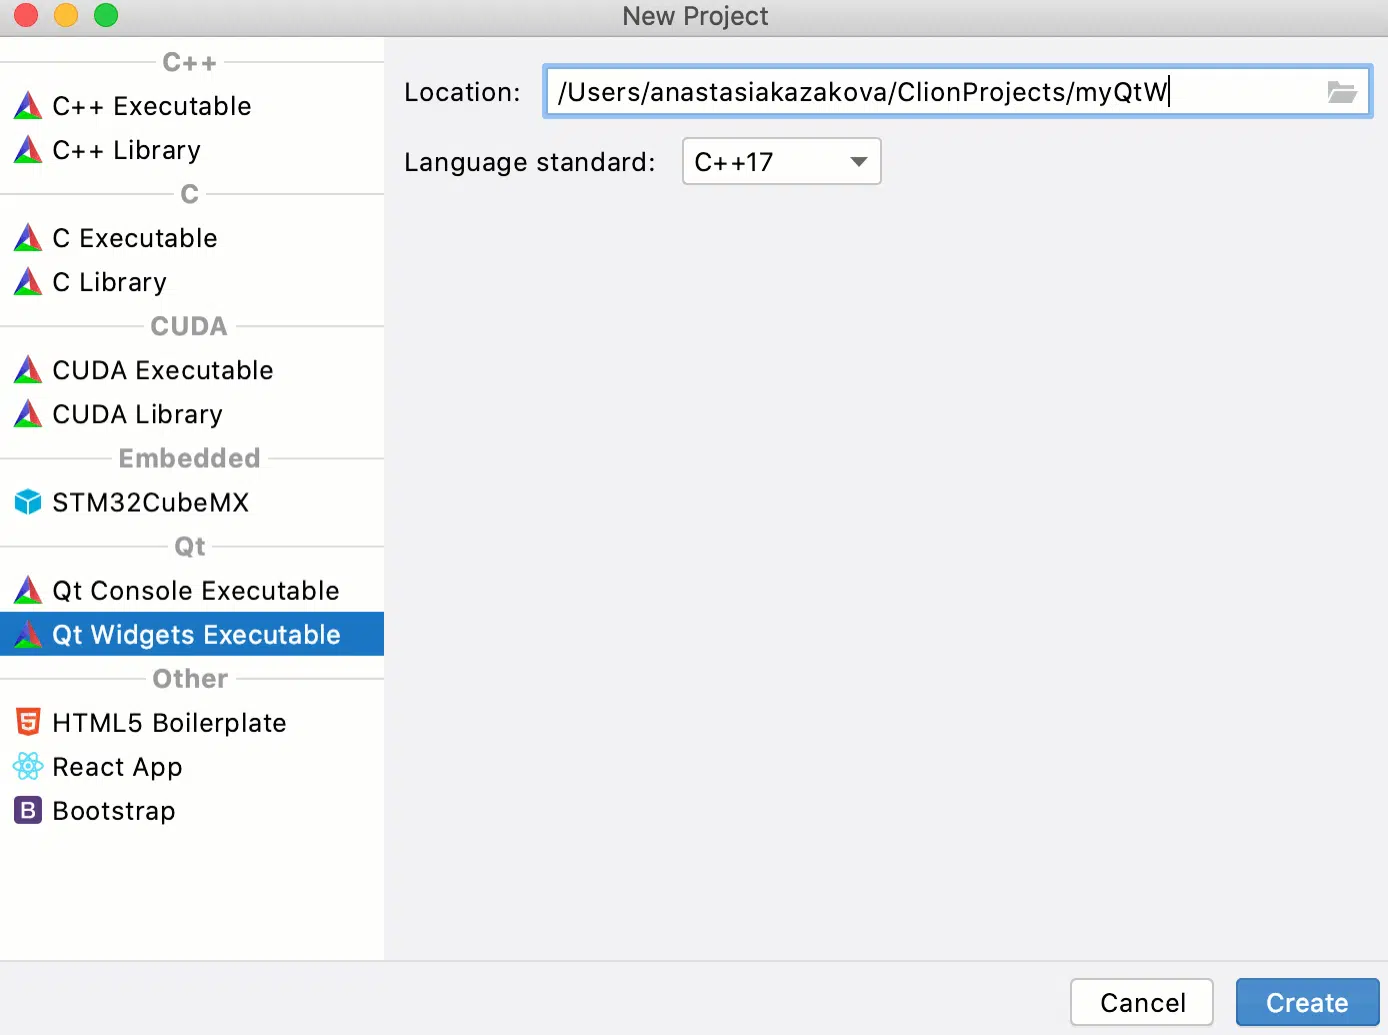 New Project
C++
C++ Executable
C++ Library
C
C Executable
C Library
CUDA
CUDA Executable
CUDA Library
Embedded
STM32CubeMX
Qt
Qt Console Executable
Qt Widgets Executable
Other
5 HTML5 Boilerplate
React App
B Bootstrap
Location: /Users/anastasiakazakova/ClionProjects/myQtW
Language standard: C++17
Cancel Create